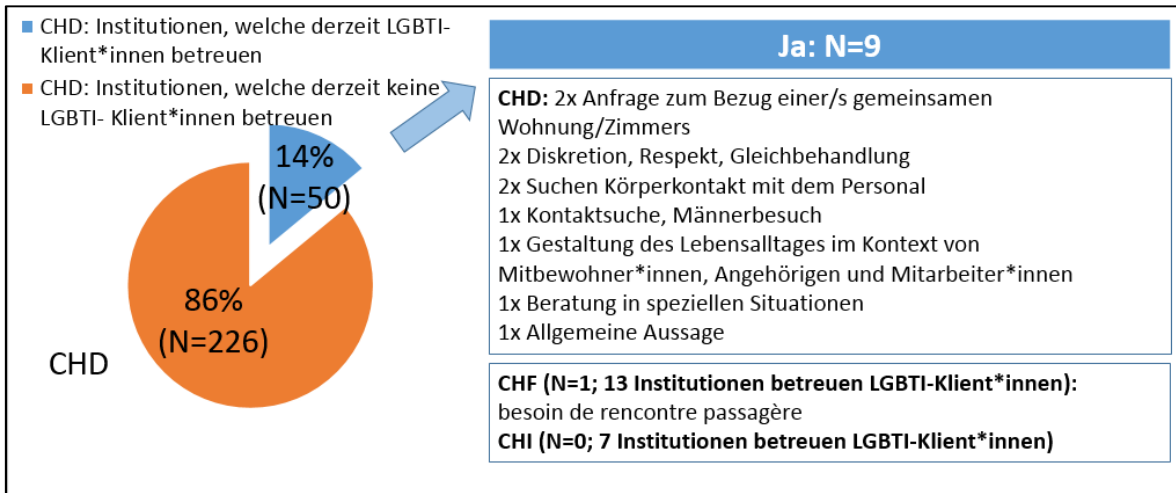 CHD: Institutionen, welche derzeit LGBTI-
Klient*innen betreuen
CHD: Institutionen, welche derzeit keine
LGBTI- Klient*innen betreuen
14%
(N=50)
86%
(N=226)
CHD
Ja: N=9
CHD: 2x Anfrage zum Bezug einer/s gemeinsamen
Wohnung/Zimmers
2x Diskretion, Respekt, Gleichbehandlung
2x Suchen Körperkontakt mit dem Personal
1x Kontaktsuche, Männerbesuch
1x Gestaltung des Lebensalltages im Kontext von
Mitbewohner*innen, Angehörigen und Mitarbeiter*innen
1x Beratung in speziellen Situationen
1x Allgemeine Aussage
CHF (N=1; 13 Institutionen betreuen LGBTI-Klient*innen):
besoin de rencontre passagère
CHI (N=0; 7 Institutionen betreuen LGBTI-Klient*innen)